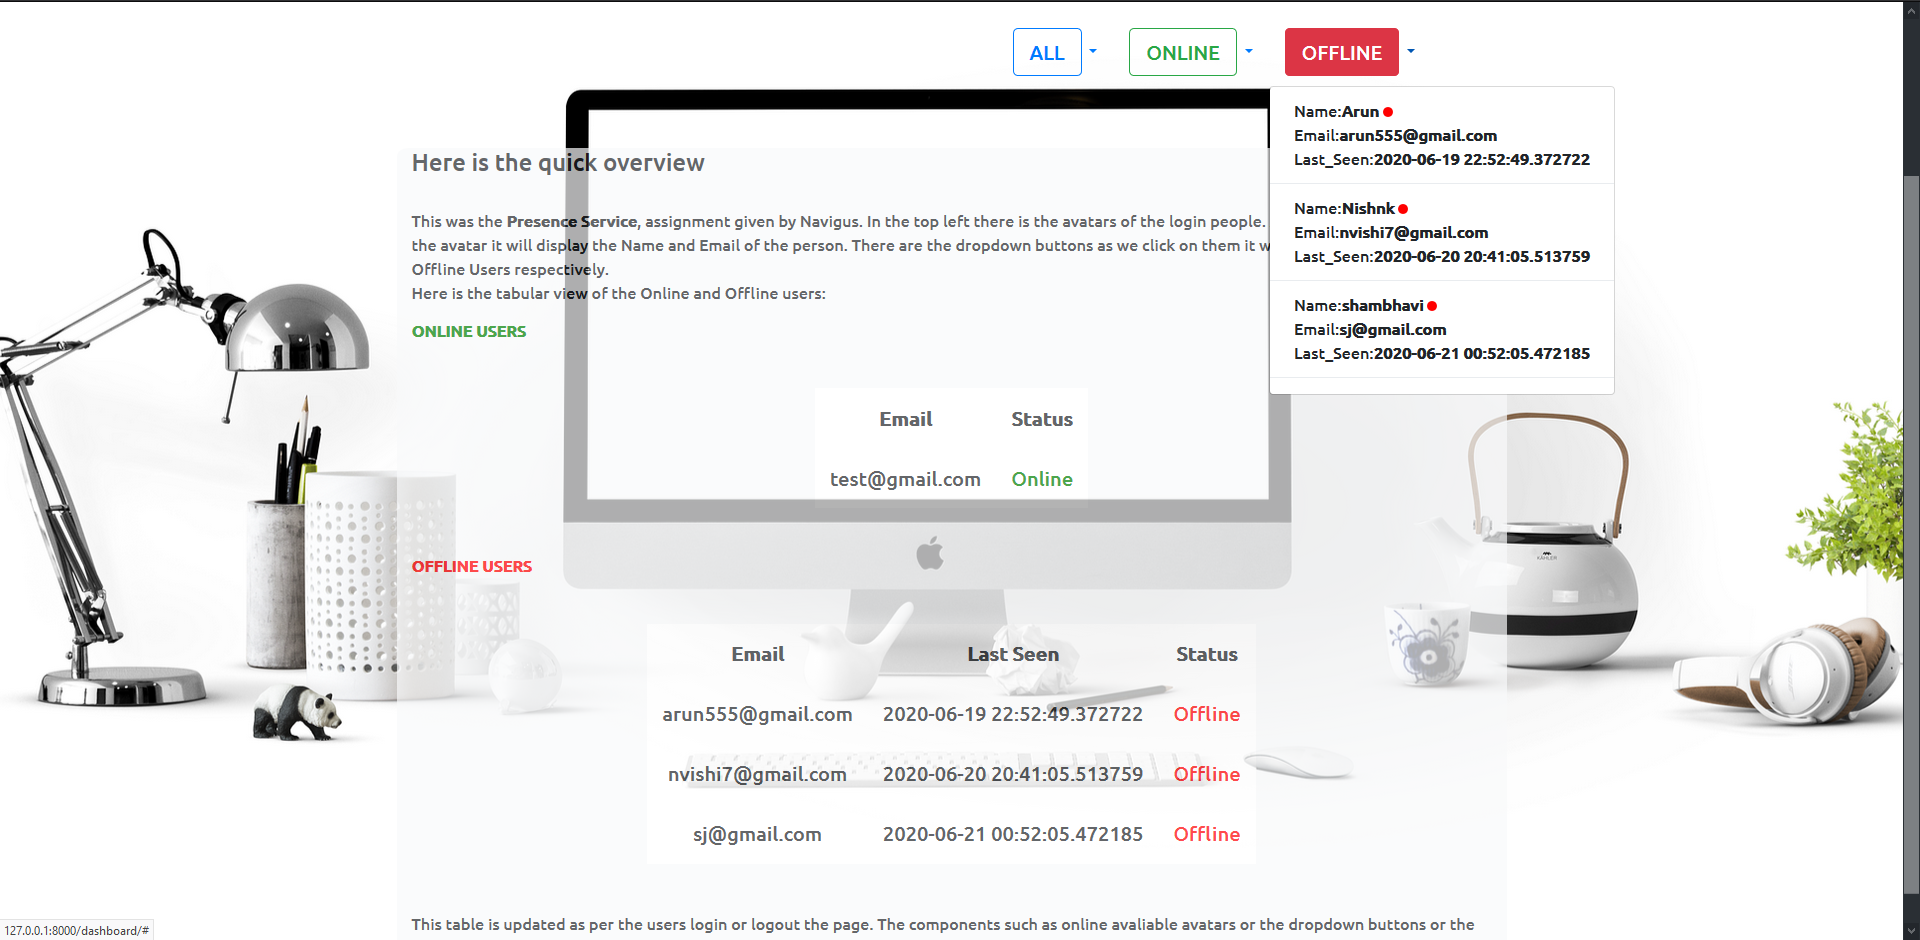 ALL ONLINE OFFLINE
Name:Arun
Email:arun555@gmail.com
Last_Seen:2020-06-19 22:52:49.372722
Name:Nishnk
Email:nvishi7@gmail.com
Last_Seen:2020-06-20 20:41:05.513759
Name:shambhavi
Email:sj@gmail.com
Last_Seen:2020-06-21 00:52:05.472185
Here is the quick overview
This was the Presence Service, assignment given by Navigus. In the top left there is the avatars of the login people.
the avatar it will display the Name and Email of the person. There are the dropdown buttons as we click on them it w
Offline Users respectively.
Here is the tabular view of the Online and Offline users:
ONLINE USERS
Email Status
test@gmail.com Online
KÄHLER
OFFLINE USERS
Email Last Seen Status
arun555@gmail.com 2020-06-19 22:52:49.372722 Offline
nvishi7@gmail.com 2020-06-20 20:41:05.513759 Offline
sj@gmail.com 2020-06-21 00:52:05.472185 Offline
This table is updated as per the users login or logout the page. The components such as online avaliable avatars or the dropdown buttons or the
127.0.0.1:8000/dashboard/#